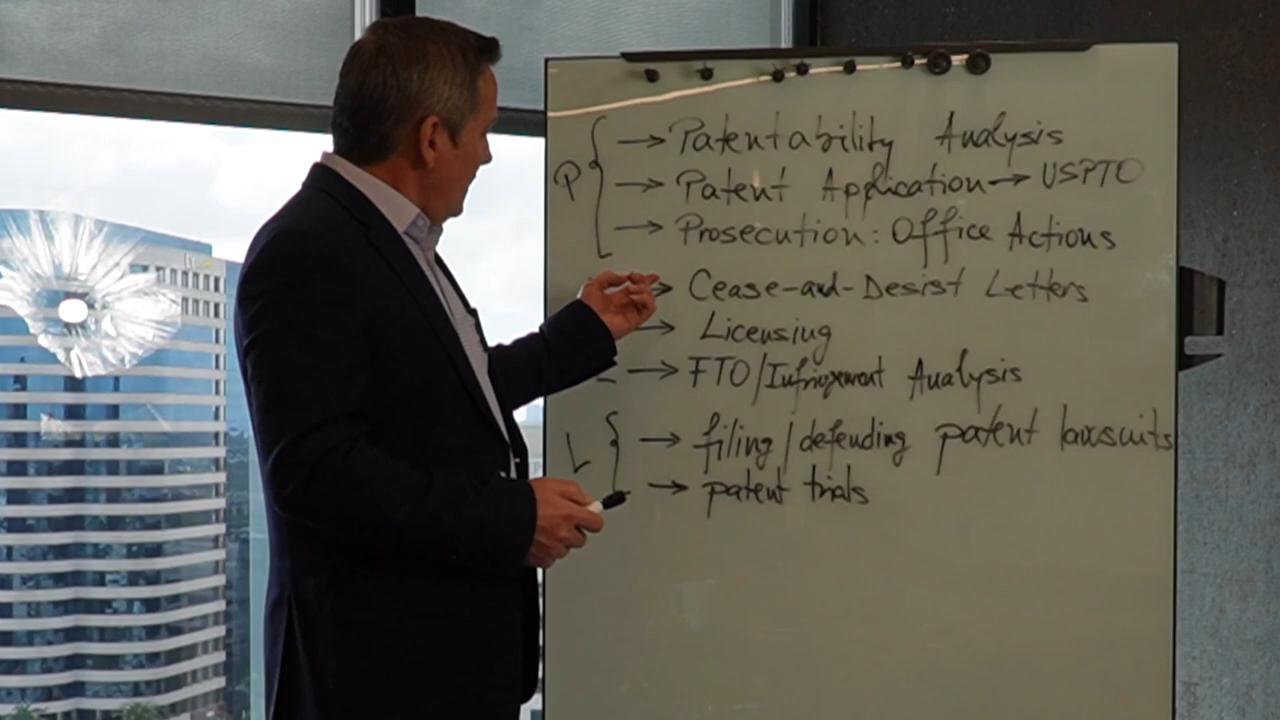 P
→ Patentability Analysis
→ Patent Application → USPTO
→ Prosecution: Office Actions
→ Cease-and-Desist Letters
→ Licensing
→ FTO/Infringement Analysis
L
→ filing/defending patent lawsuits
→ patent trials